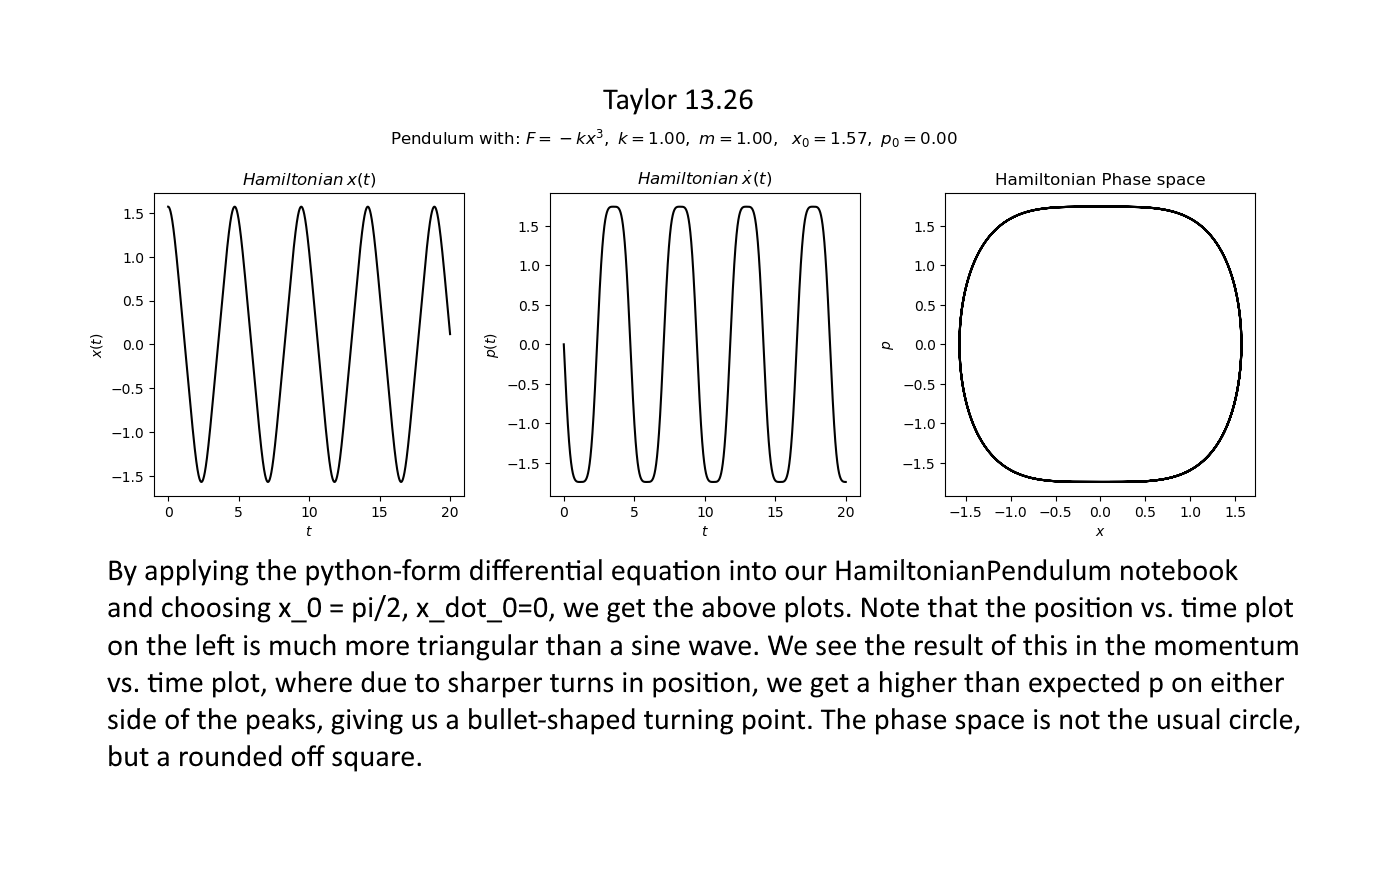 Taylor 13.26
Pendulum with: F = −kx³, k = 1.00, m = 1.00, x₀ = 1.57, p₀ = 0.00
Hamiltonian x(t)
1.5
1.0
0.5
0.0
−0.5
−1.0
−1.5
x(t)
0 5 10 15 20
t
Hamiltonian ẋ(t)
1.5
1.0
0.5
0.0
−0.5
−1.0
−1.5
p(t)
0 5 10 15 20
t
Hamiltonian Phase space
1.5
1.0
0.5
0.0
−0.5
−1.0
−1.5
p
−1.5 −1.0 −0.5 0.0 0.5 1.0 1.5
x
By applying the python-form differential equation into our HamiltonianPendulum notebook
and choosing x_0 = pi/2, x_dot_0=0, we get the above plots. Note that the position vs. time plot
on the left is much more triangular than a sine wave. We see the result of this in the momentum
vs. time plot, where due to sharper turns in position, we get a higher than expected p on either
side of the peaks, giving us a bullet-shaped turning point. The phase space is not the usual circle,
but a rounded off square.